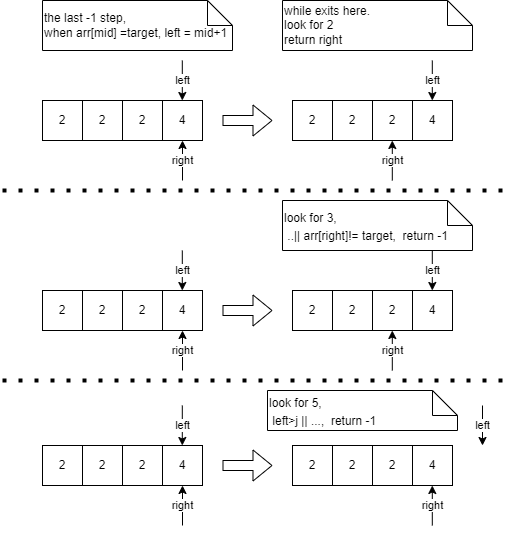 the last -1 step,
when arr[mid] =target, left = mid+1
while exits here.
look for 2
return right
left
left
2 2 2 4
2 2 2 4
right
right
look for 3,
..|| arr[right]!= target,  return -1
left
left
2 2 2 4
2 2 2 4
right
right
look for 5,
left>j || ...,  return -1
left
left
2 2 2 4
2 2 2 4
right
right